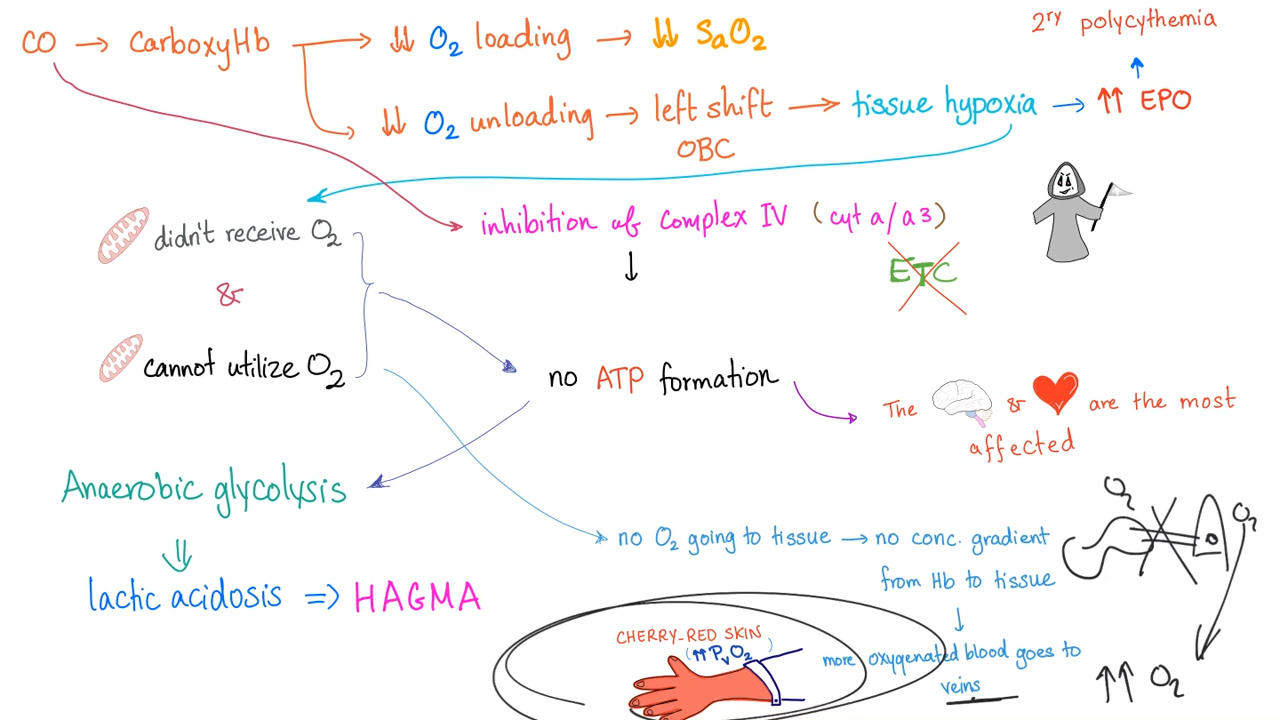 CO → CarboxyHb → ↓↓ O₂ loading → ↓↓ SaO₂
2ry polycythemia
↓↓ O₂ unloading → left shift → tissue hypoxia → ↑↑ EPO
OBC
didn't receive O₂
inhibition of complex IV (cyt a/a3)
&
ETC
cannot utilize O₂
no ATP formation
The & are the most
affected
Anaerobic glycolysis
no O₂ going to tissue → no conc. gradient
from Hb to tissue
lactic acidosis => HAGMA
CHERRY-RED SKIN
(↑↑ PvO₂)
more oxygenated blood goes to
veins
O₂
O₂
↑↑ O₂